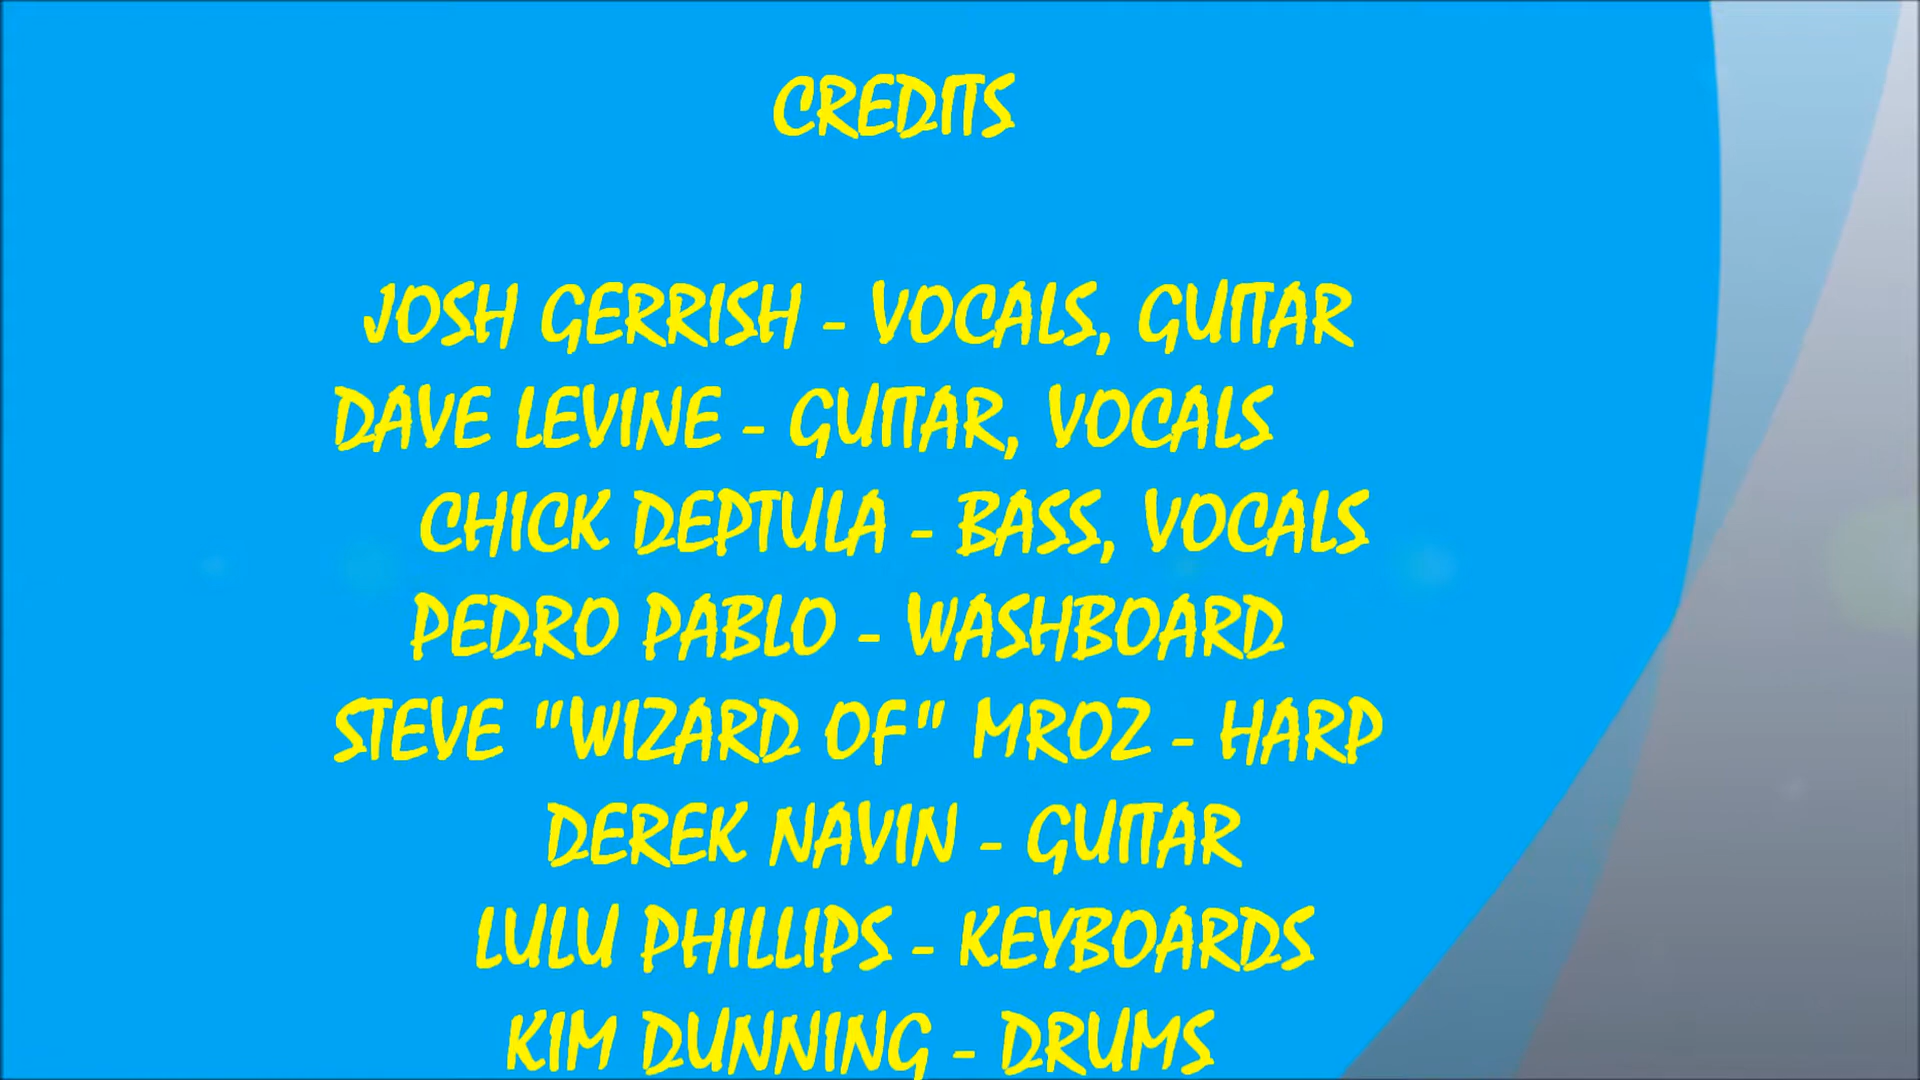 CREDITS
JOSH GERRISH - VOCALS, GUITAR
DAVE LEVINE - GUITAR, VOCALS
CHICK DEPTULA - BASS, VOCALS
PEDRO PABLO - WASHBOARD
STEVE "WIZARD OF" MROZ - HARP
DEREK NAVIN - GUITAR
LULU PHILLIPS - KEYBOARDS
KIM DUNNING - DRUMS